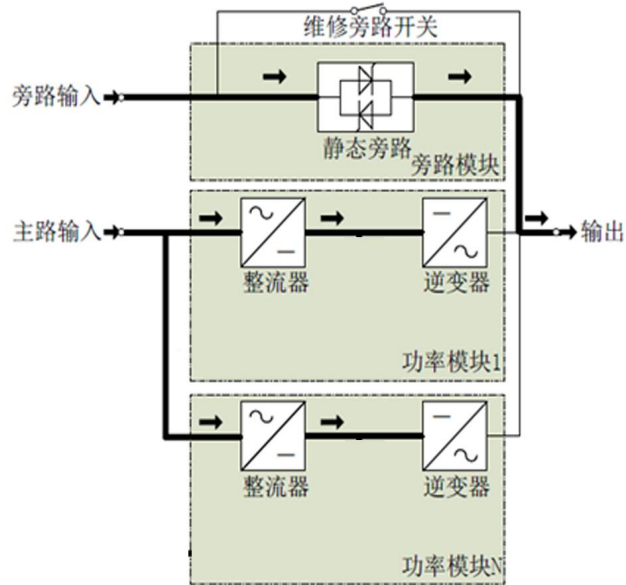 维修旁路开关
旁路输入
静态旁路
旁路模块
主路输入
输出
整流器
逆变器
功率模块1
整流器
逆变器
功率模块N